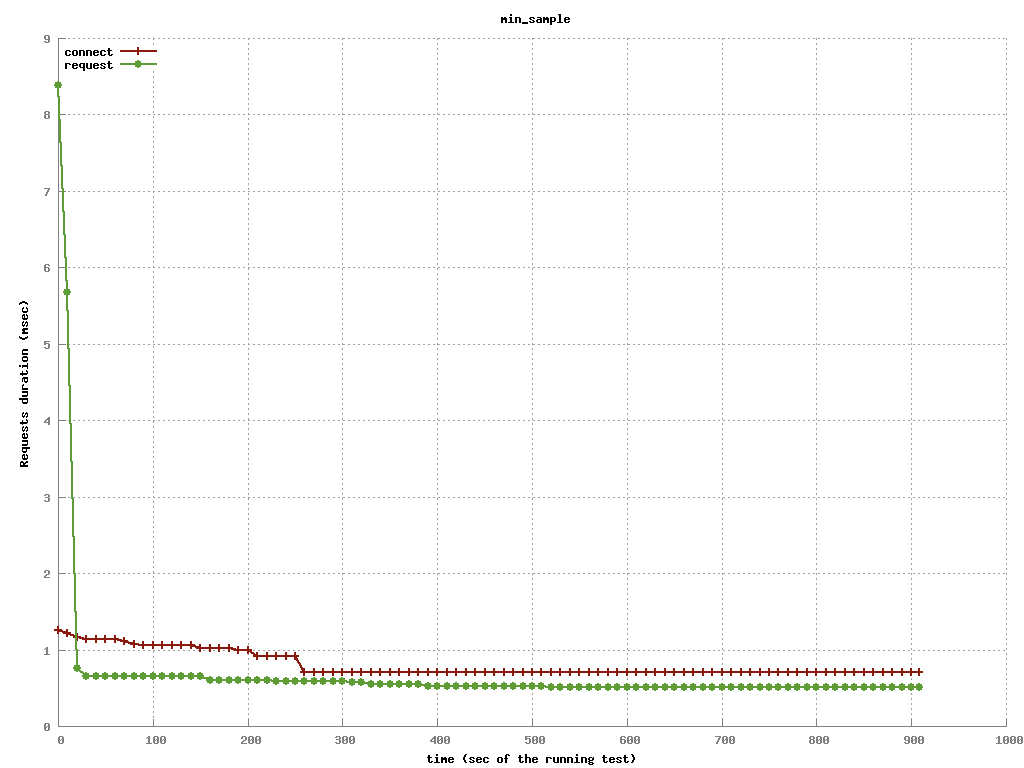 min_sample
connect
request
9
8
7
6
5
4
3
2
1
0
Requests duration (msec)
0 100 200 300 400 500 600 700 800 900 1000
time (sec of the running test)